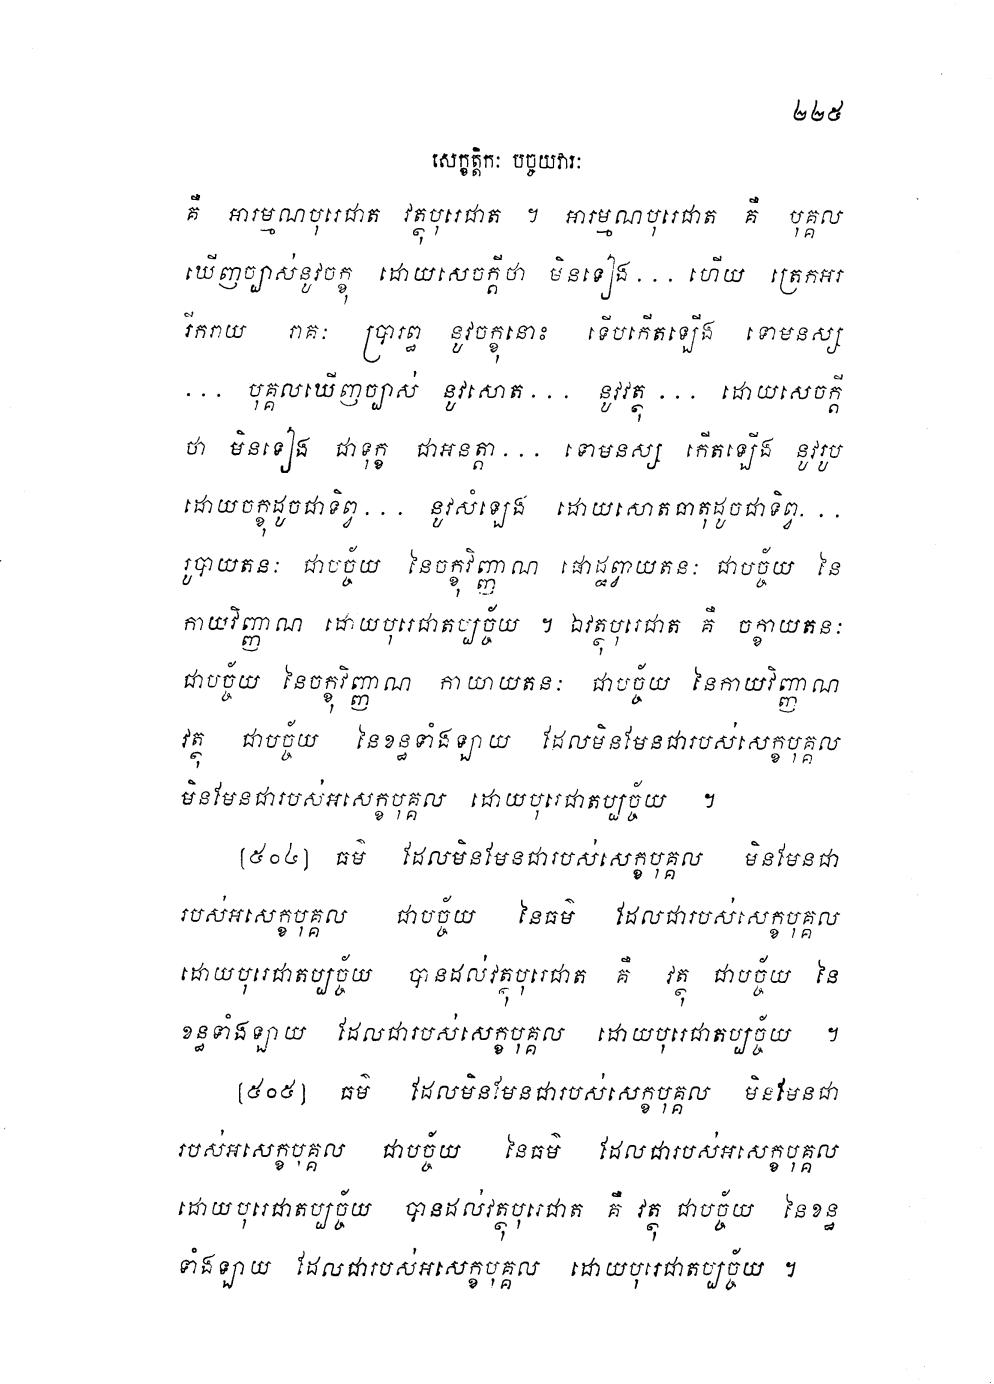 ២២៥
សេក្ខត្តិកៈ បច្ចយវារៈ
គឺ អារម្មណបុរេជាត វត្ថុបុរេជាត ។ អារម្មណបុរេជាត គឺ បុគ្គល
ឃើញច្បាស់នូវចក្ខុ ដោយសេចក្តីថា មិនទៀង... ហើយ ត្រេកអរ
រីករាយ រាគៈ ប្រារព្ធ នូវចក្ខុនោះ ទើបកើតឡើង ទោមនស្ស
... បុគ្គលឃើញច្បាស់ នូវសោត... នូវវត្ថុ ... ដោយសេចក្តី
ថា មិនទៀង ជាទុក្ខ ជាអនត្តា... ទោមនស្ស កើតឡើង នូវរូប
ដោយចក្ខុដូចជាទិព្វ... នូវសំឡេង ដោយសោតធាតុដូចជាទិព្វ...
រូបាយតនៈ ជាបច្ច័យ នៃចក្ខុវិញ្ញាណ ផោដ្ឋព្វាយតនៈ ជាបច្ច័យ នៃ
កាយវិញ្ញាណ ដោយបុរេជាតប្បច្ច័យ ។ ឯវត្ថុបុរេជាត គឺ ចក្ខាយតនៈ
ជាបច្ច័យ នៃចក្ខុវិញ្ញាណ កាយាយតនៈ ជាបច្ច័យ នៃកាយវិញ្ញាណ
វត្ថុ ជាបច្ច័យ នៃខន្ធទាំងឡាយ ដែលមិនមែនជារបស់សេក្ខបុគ្គល
មិនមែនជារបស់អសេក្ខបុគ្គល ដោយបុរេជាតប្បច្ច័យ ។
(៥០៤) ធម៌ ដែលមិនមែនជារបស់សេក្ខបុគ្គល មិនមែនជា
របស់អសេក្ខបុគ្គល ជាបច្ច័យ នៃធម៌ ដែលជារបស់សេក្ខបុគ្គល
ដោយបុរេជាតប្បច្ច័យ បានដល់វត្ថុបុរេជាត គឺ វត្ថុ ជាបច្ច័យ នៃ
ខន្ធទាំងឡាយ ដែលជារបស់សេក្ខបុគ្គល ដោយបុរេជាតប្បច្ច័យ ។
(៥០៥) ធម៌ ដែលមិនមែនជារបស់សេក្ខបុគ្គល មិនមែនជា
របស់អសេក្ខបុគ្គល ជាបច្ច័យ នៃធម៌ ដែលជារបស់អសេក្ខបុគ្គល
ដោយបុរេជាតប្បច្ច័យ បានដល់វត្ថុបុរេជាត គឺ វត្ថុ ជាបច្ច័យ នៃខន្ធ
ទាំងឡាយ ដែលជារបស់អសេក្ខបុគ្គល ដោយបុរេជាតប្បច្ច័យ ។